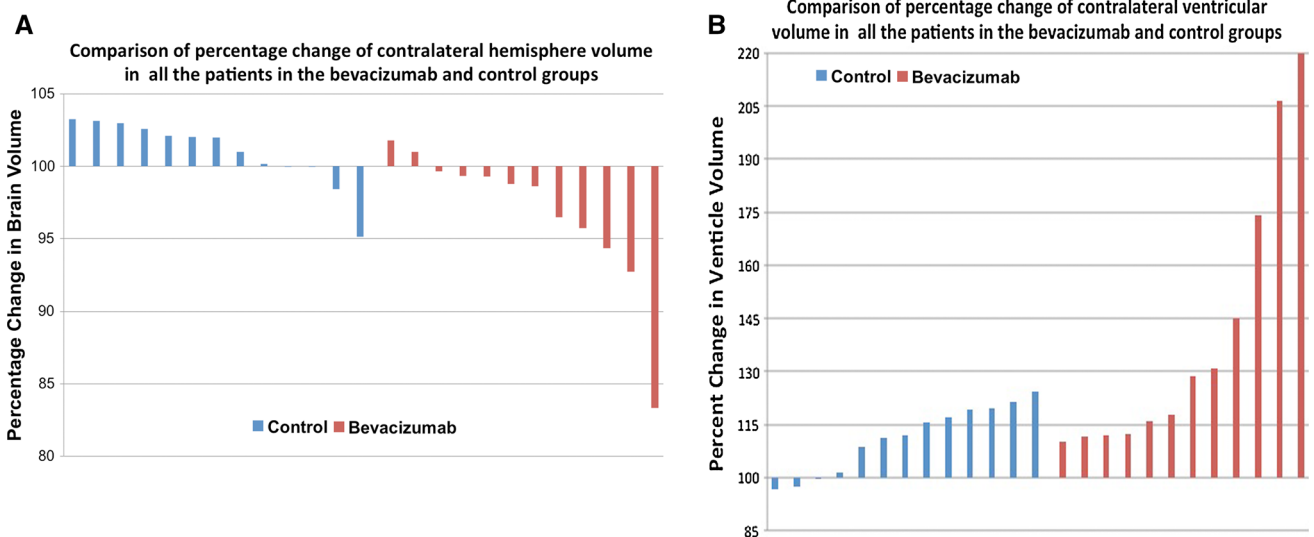 A
Comparison of percentage change of contralateral hemisphere volume
in all the patients in the bevacizumab and control groups
Percentage Change in Brain Volume
105
100
95
90
85
80
Control Bevacizumab
B
Comparison of percentage change of contralateral ventricular
volume in all the patients in the bevacizumab and control groups
Percent Change in Venticle Volume
220
205
190
175
160
145
130
115
100
85
Control Bevacizumab